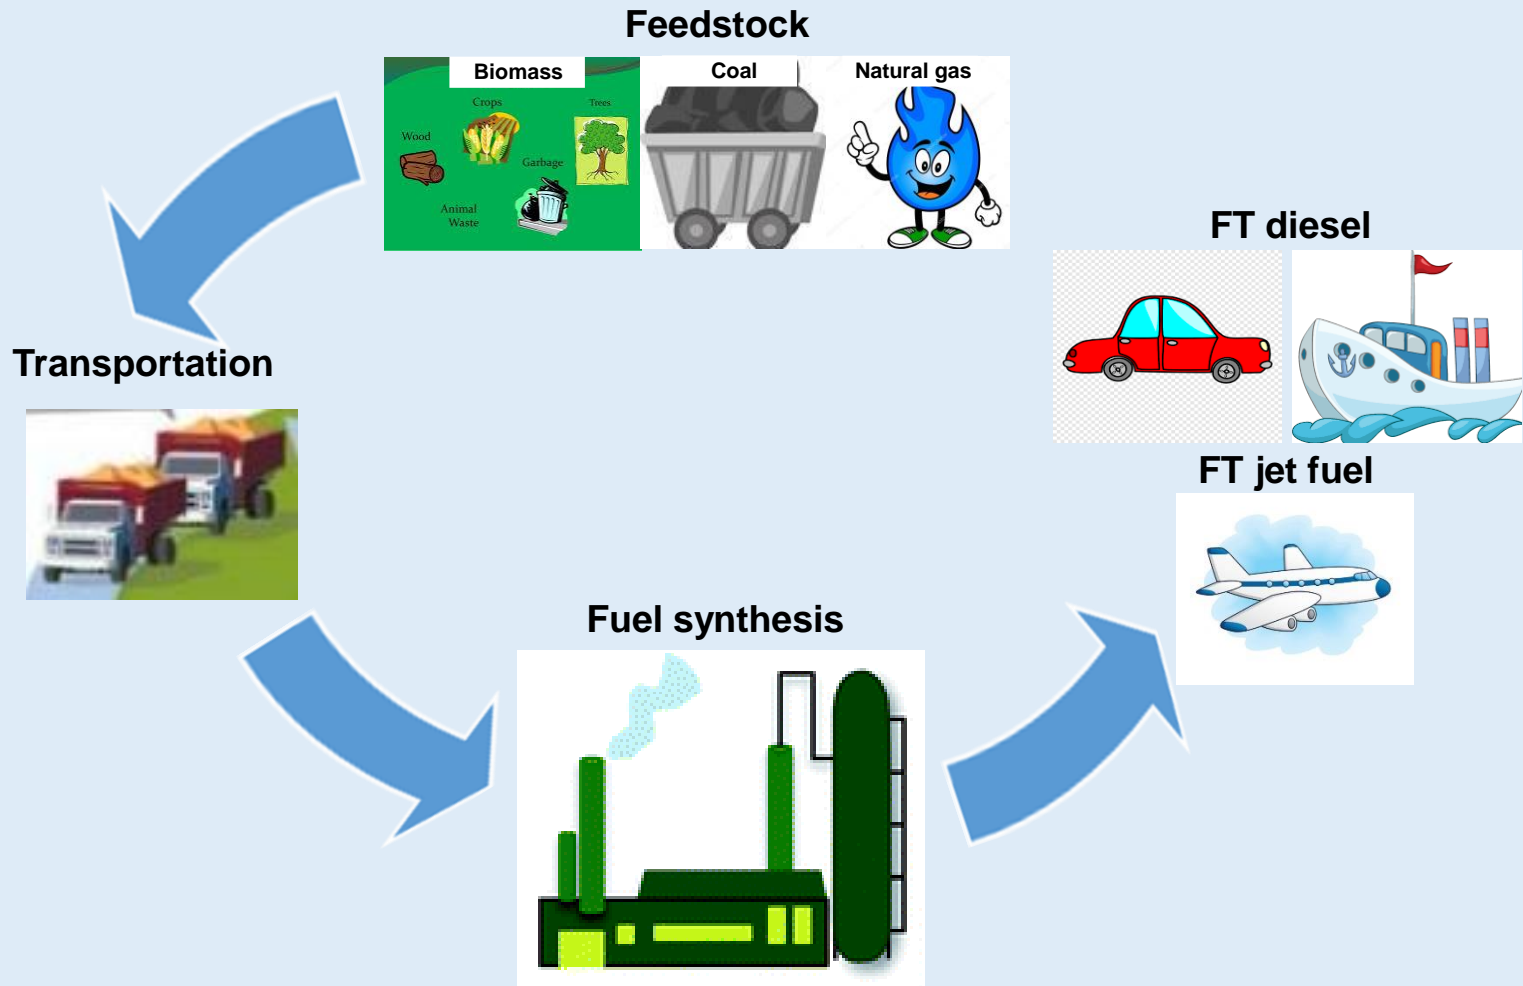 Feedstock
Biomass
Coal
Natural gas
Crops
Trees
Wood
Garbage
Animal
Waste
FT diesel
Transportation
FT jet fuel
Fuel synthesis